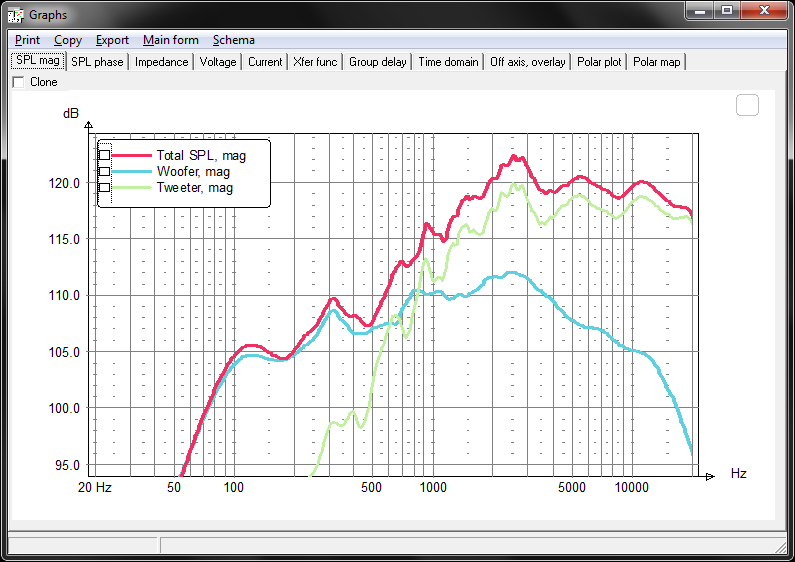 Graphs
Print Copy Export Main form Schema
SPL mag SPL phase Impedance Voltage Current Xfer func Group delay Time domain Off axis, overlay Polar plot Polar map
Clone
dB
Total SPL, mag
Woofer, mag
Tweeter, mag
120.0
115.0
110.0
105.0
100.0
95.0
20 Hz 50 100 500 1000 5000 10000 Hz